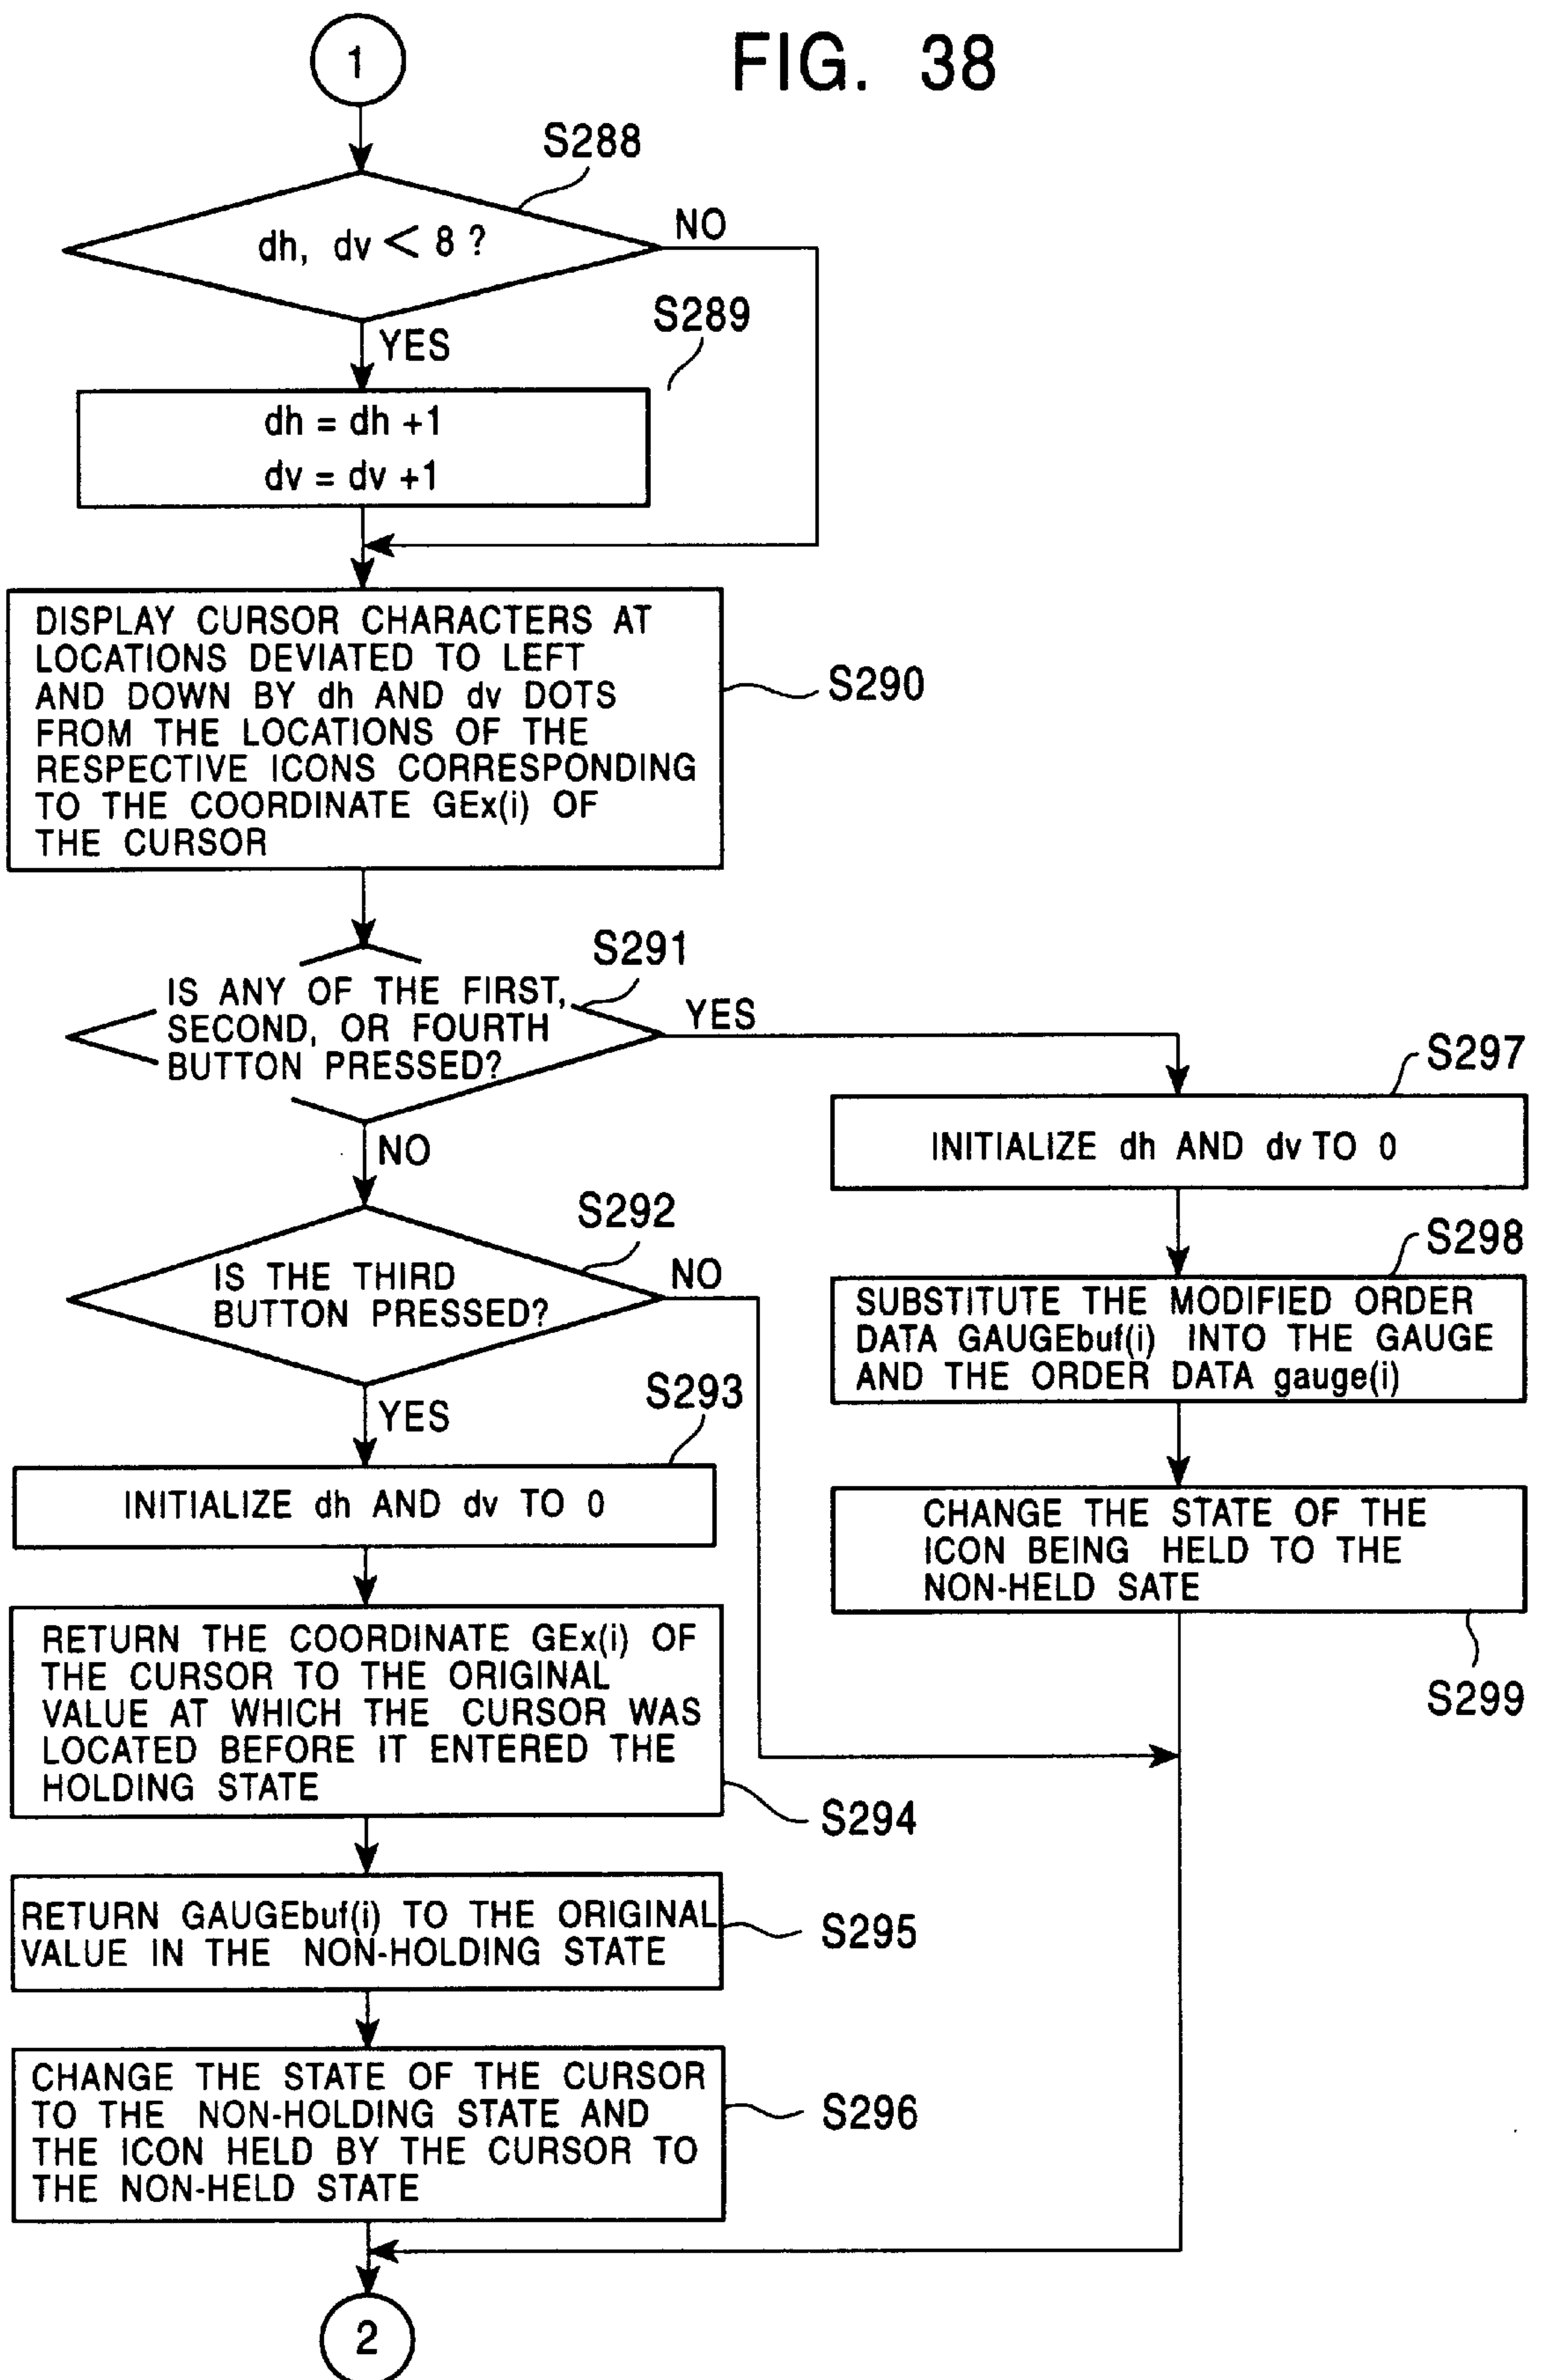 FIG. 38
1
S288
dh, dv < 8 ?
NO
YES
S289
dh = dh +1
dv = dv +1
DISPLAY CURSOR CHARACTERS AT
LOCATIONS DEVIATED TO LEFT
AND DOWN BY dh AND dv DOTS
FROM THE LOCATIONS OF THE
RESPECTIVE ICONS CORRESPONDING
TO THE COORDINATE GEx(i) OF
THE CURSOR
S290
S291
IS ANY OF THE FIRST,
SECOND, OR FOURTH
BUTTON PRESSED?
YES
NO
S297
INITIALIZE dh AND dv TO 0
S292
IS THE THIRD
BUTTON PRESSED?
NO
YES
S298
SUBSTITUTE THE MODIFIED ORDER
DATA GAUGEbuf(i) INTO THE GAUGE
AND THE ORDER DATA gauge(i)
S293
INITIALIZE dh AND dv TO 0
CHANGE THE STATE OF THE
ICON BEING HELD TO THE
NON-HELD SATE
S299
RETURN THE COORDINATE GEx(i) OF
THE CURSOR TO THE ORIGINAL
VALUE AT WHICH THE CURSOR WAS
LOCATED BEFORE IT ENTERED THE
HOLDING STATE
S294
RETURN GAUGEbuf(i) TO THE ORIGINAL
VALUE IN THE NON-HOLDING STATE
S295
CHANGE THE STATE OF THE CURSOR
TO THE NON-HOLDING STATE AND
THE ICON HELD BY THE CURSOR TO
THE NON-HELD STATE
S296
2